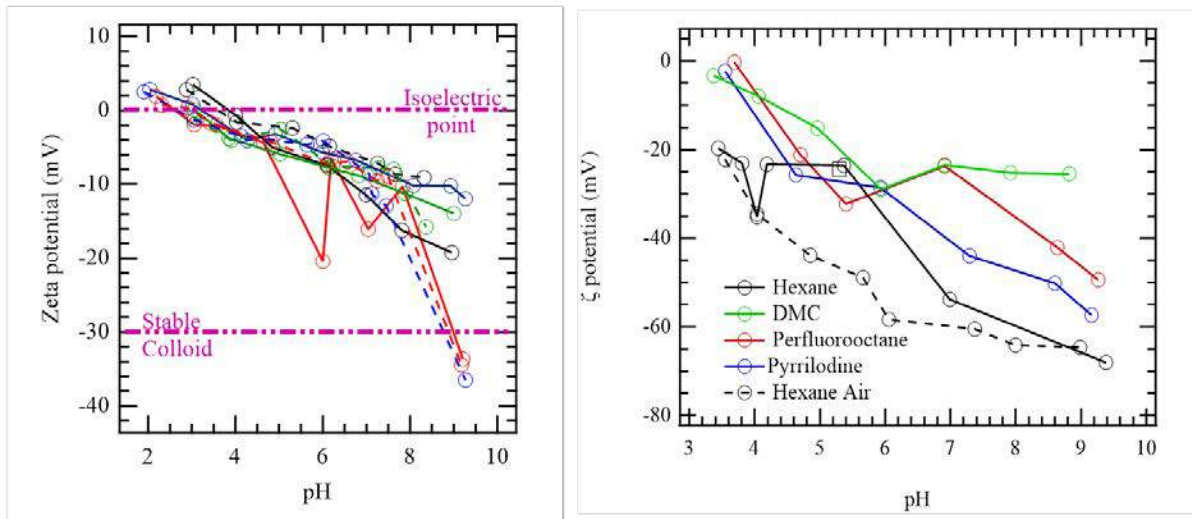 10
0
-10
-20
-30
-40
Zeta potential (mV)
Isoelectric
point
Stable
Colloid
2 4 6 8 10
pH
0
-20
-40
-60
-80
ζ potential (mV)
Hexane
DMC
Perfluorooctane
Pyrrilodine
Hexane Air
3 4 5 6 7 8 9 10
pH